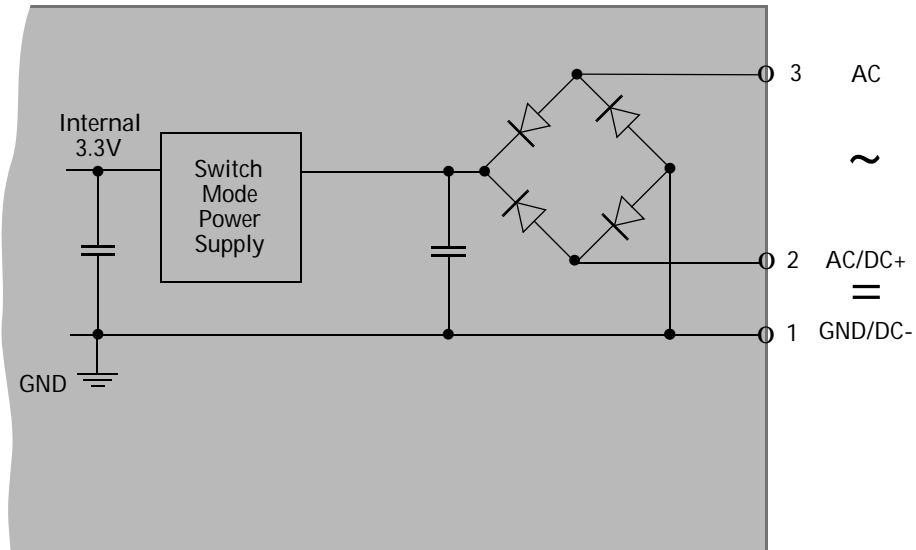 3 AC
Internal
3.3V
Switch
Mode
Power
Supply
~
2 AC/DC+
=
1 GND/DC-
GND